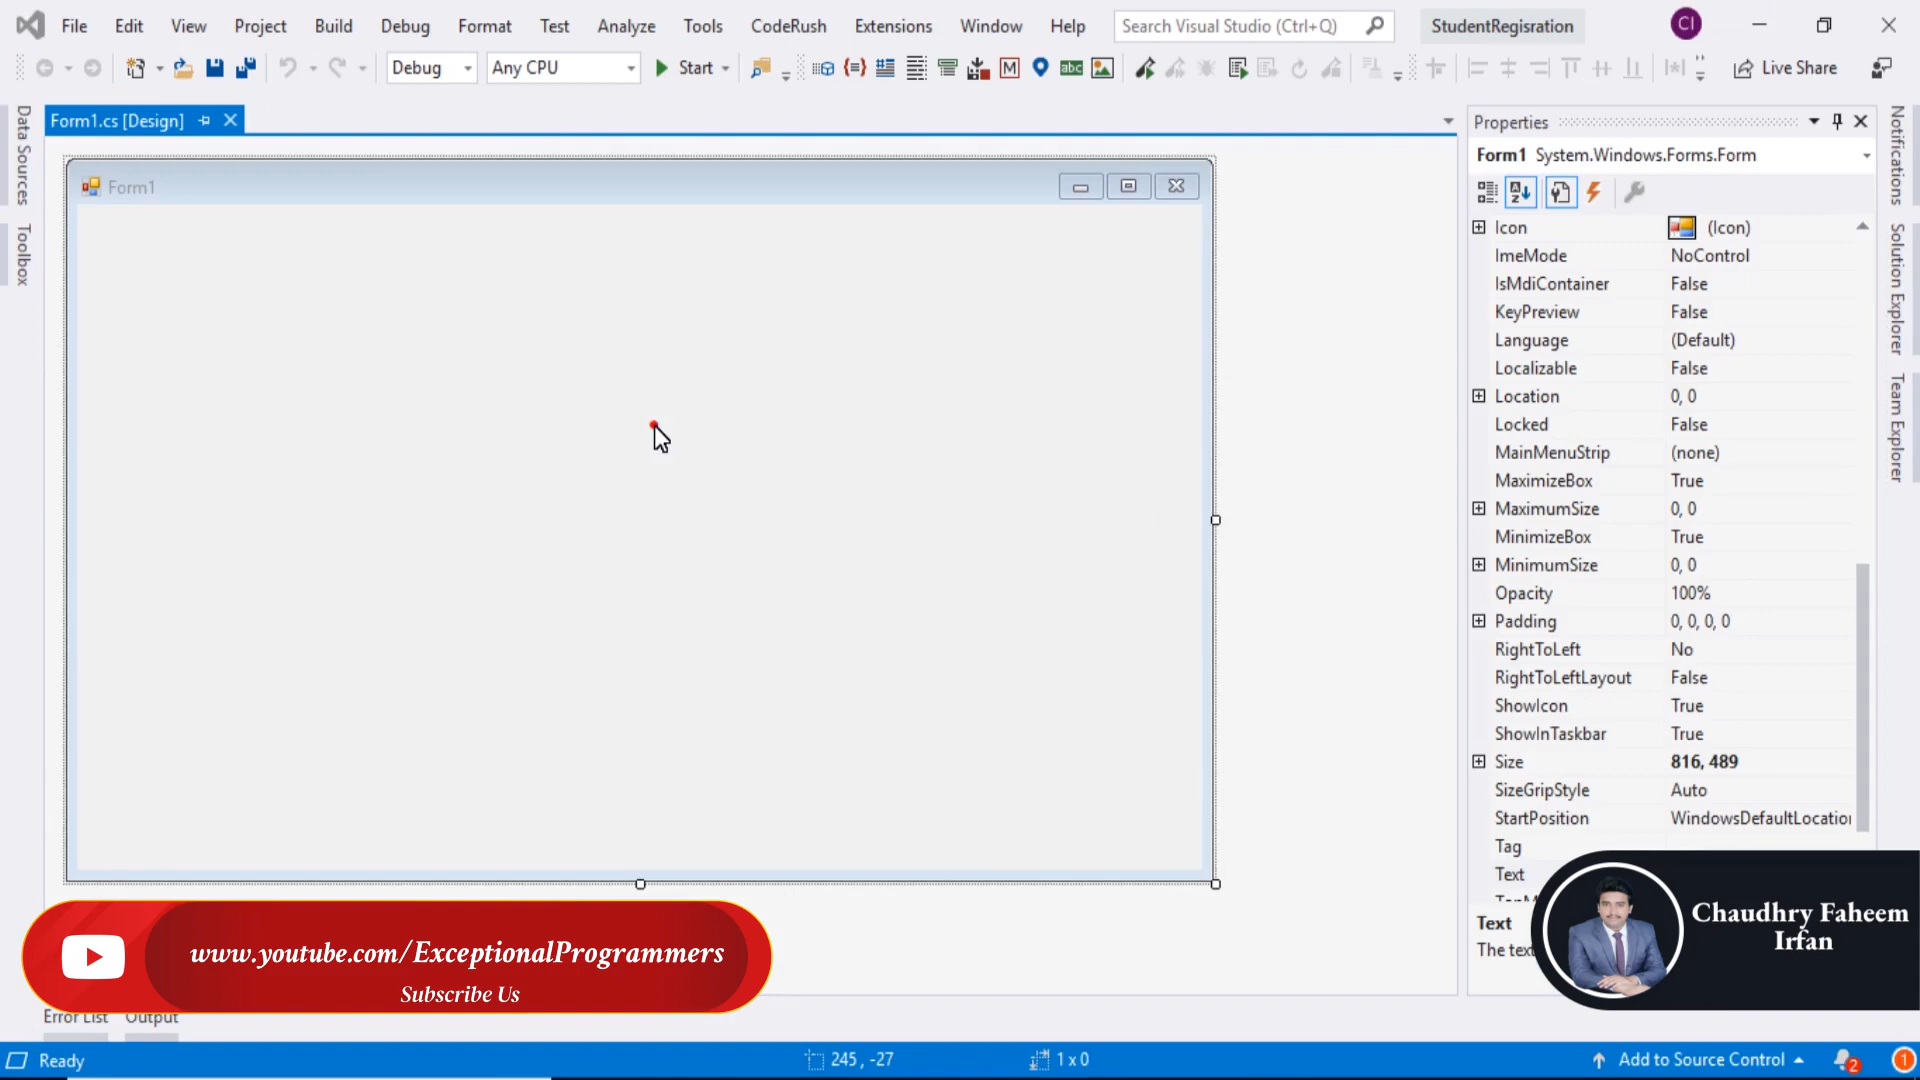 File Edit View Project Build Debug Format Test Analyze Tools CodeRush Extensions Window Help Search Visual Studio (Ctrl+Q) StudentRegisration CI
Debug Any CPU Start abc Live Share
Data Sources
Toolbox
Form1.cs [Design]
Form1
Properties
Form1 System.Windows.Forms.Form
Icon (Icon)
ImeMode NoControl
IsMdiContainer False
KeyPreview False
Language (Default)
Localizable False
Location 0, 0
Locked False
MainMenuStrip (none)
MaximizeBox True
MaximumSize 0, 0
MinimizeBox True
MinimumSize 0, 0
Opacity 100%
Padding 0, 0, 0, 0
RightToLeft No
RightToLeftLayout False
ShowIcon True
ShowInTaskbar True
Size 816, 489
SizeGripStyle Auto
StartPosition WindowsDefaultLocation
Tag
Text
Text
The text
Notifications
Solution Explorer
Team Explorer
Chaudhry Faheem
Irfan
www.youtube.com/ExceptionalProgrammers
Subscribe Us
Error List Output
Ready 245 , -27 1 x 0 Add to Source Control 2 1